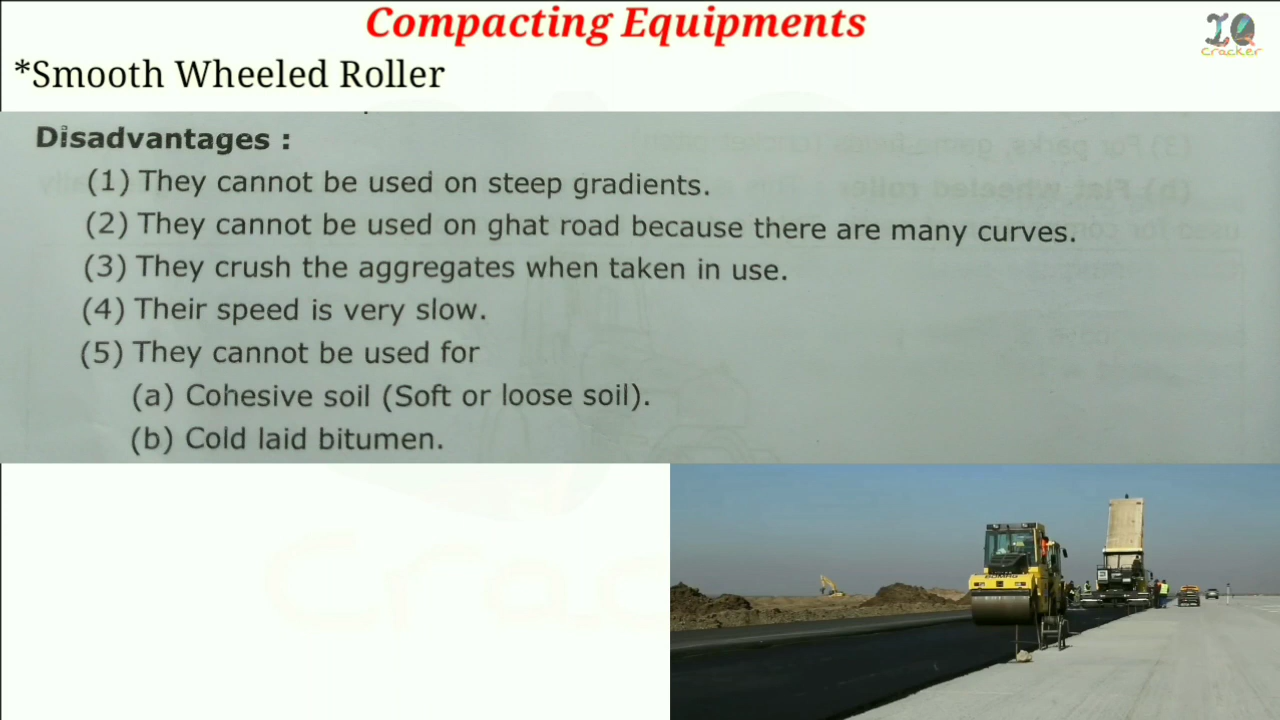 Compacting Equipments
IQ
cracker
*Smooth Wheeled Roller
Disadvantages :
(1) They cannot be used on steep gradients.
(2) They cannot be used on ghat road because there are many curves.
(3) They crush the aggregates when taken in use.
(4) Their speed is very slow.
(5) They cannot be used for
(a) Cohesive soil (Soft or loose soil).
(b) Cold laid bitumen.
BOMAG